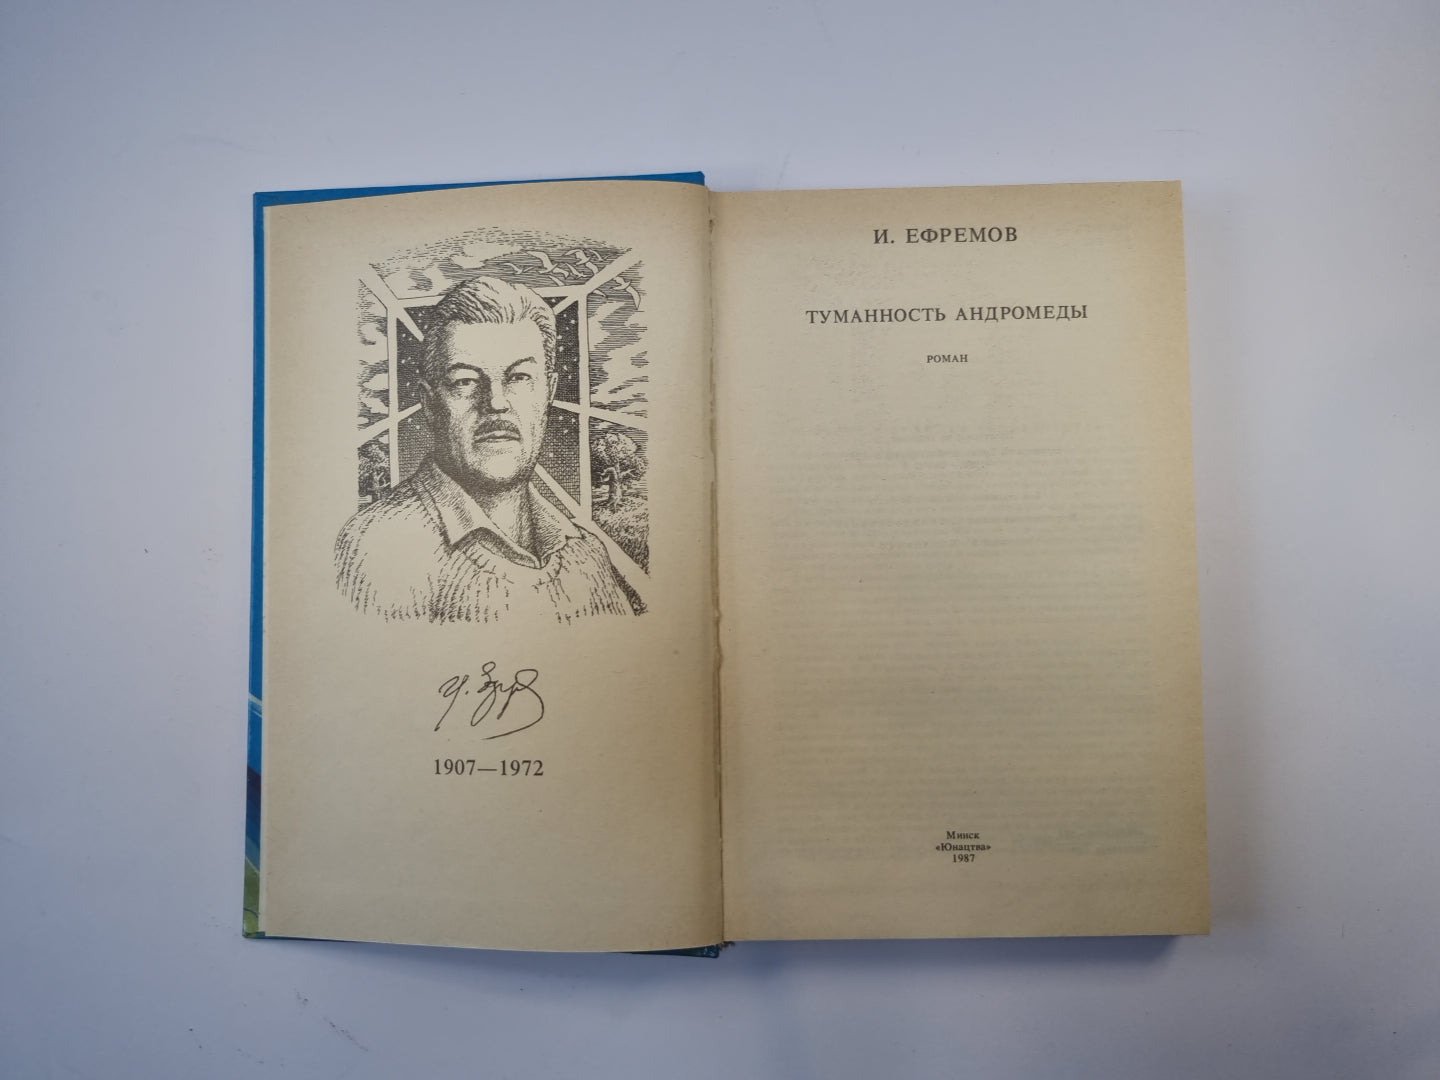 1907—1972
И. ЕФРЕМОВ
ТУМАННОСТЬ АНДРОМЕДЫ
РОМАН
Минск
«Юнацтва»
1987